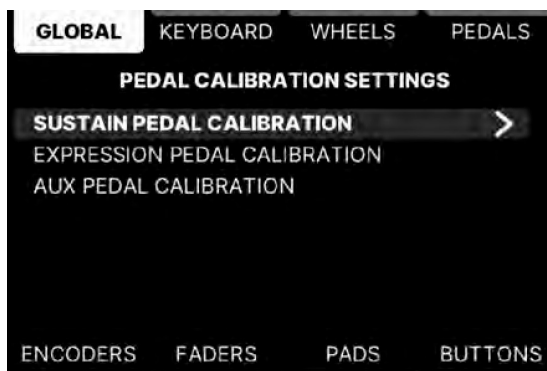 GLOBAL KEYBOARD WHEELS PEDALS
PEDAL CALIBRATION SETTINGS
SUSTAIN PEDAL CALIBRATION >
EXPRESSION PEDAL CALIBRATION
AUX PEDAL CALIBRATION
ENCODERS FADERS PADS BUTTONS